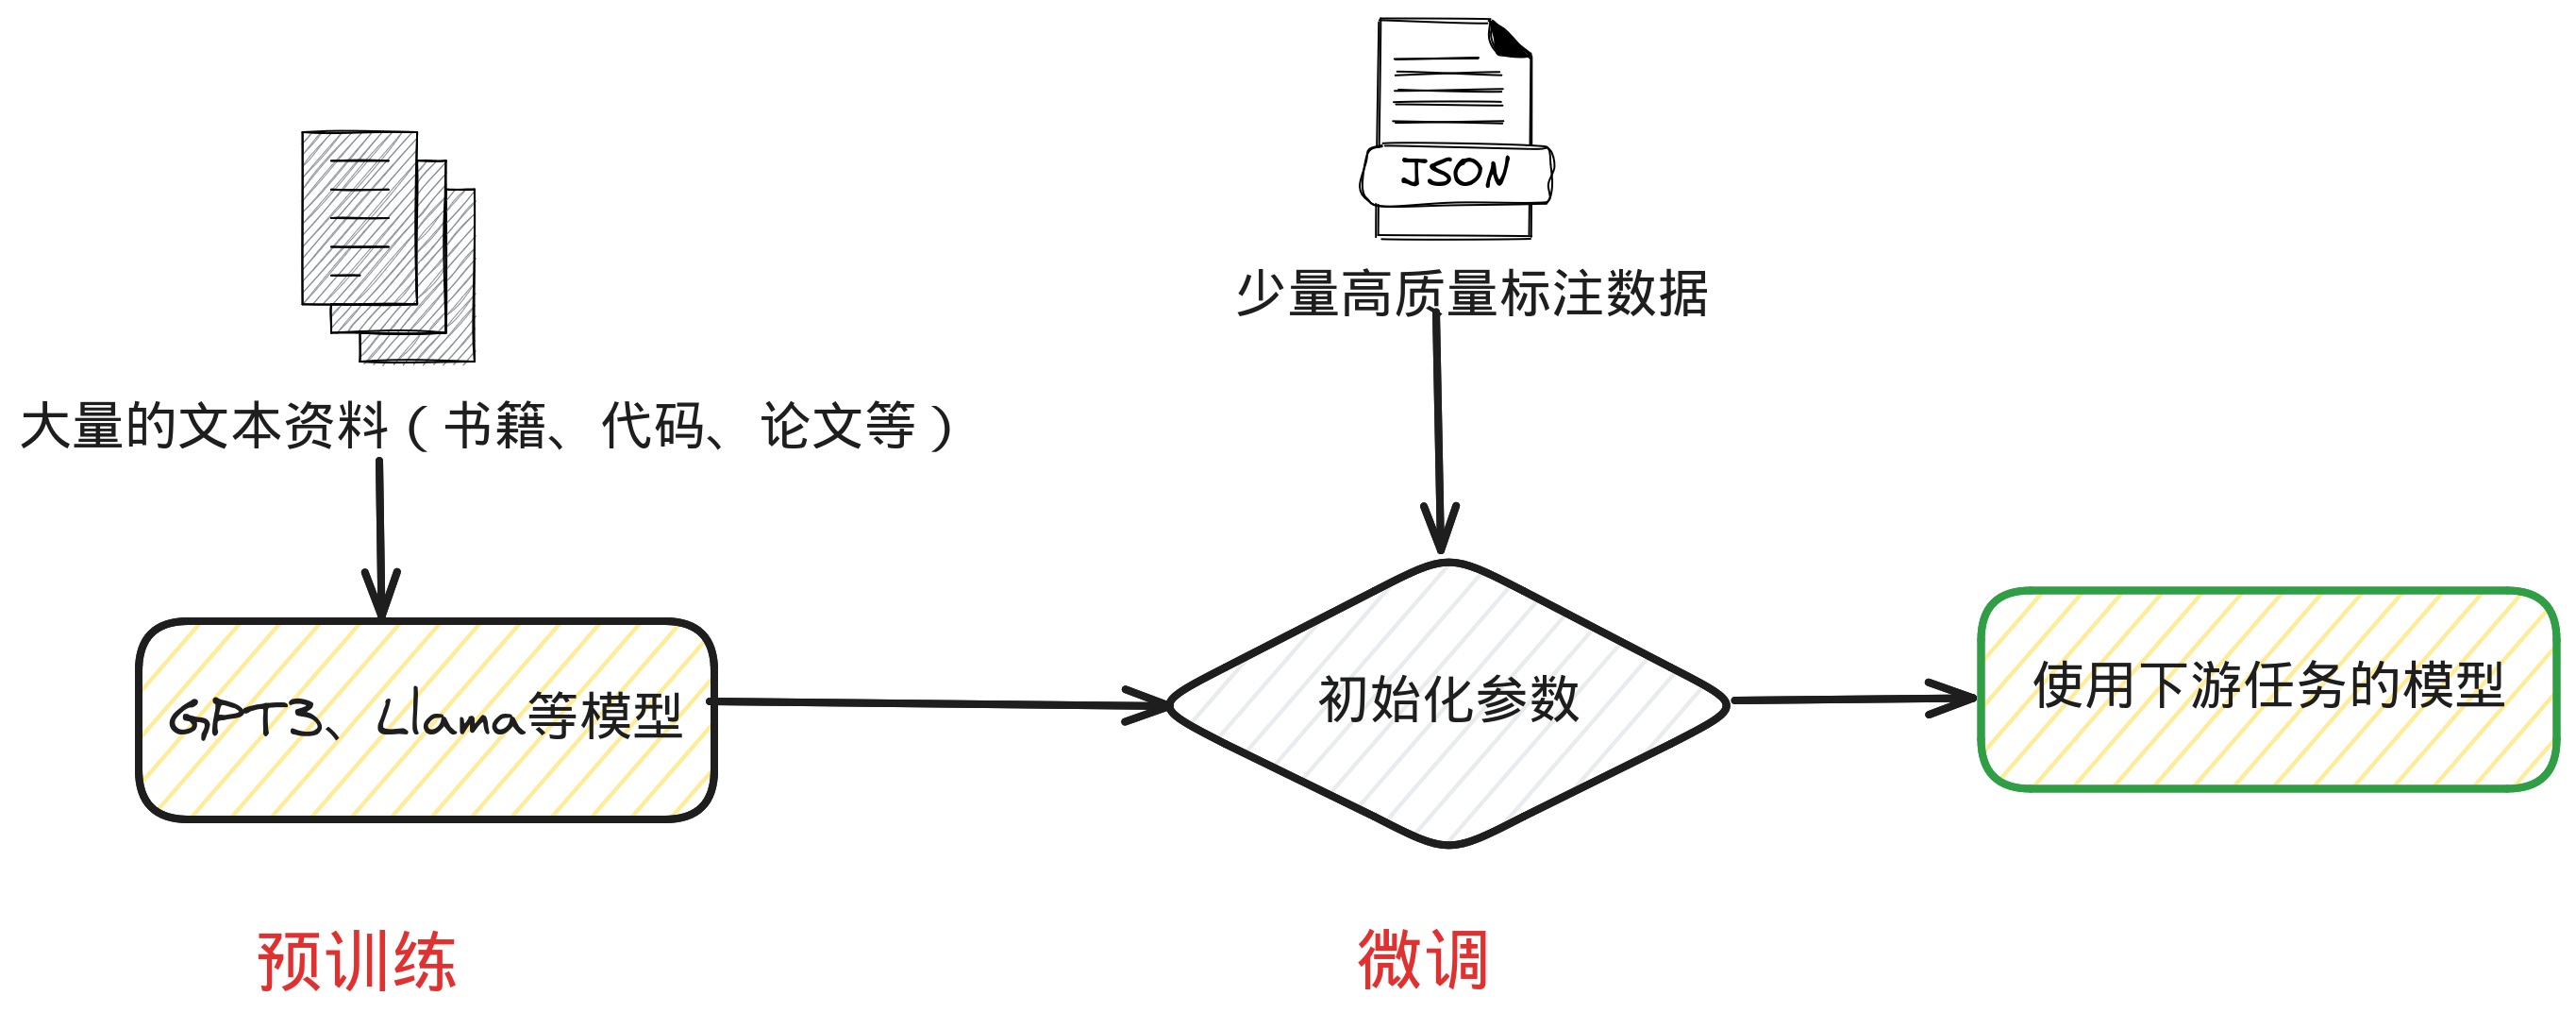 JSON
少量高质量标注数据
大量的文本资料（书籍、代码、论文等）
GPT3、Llama等模型
初始化参数
使用下游任务的模型
预训练
微调